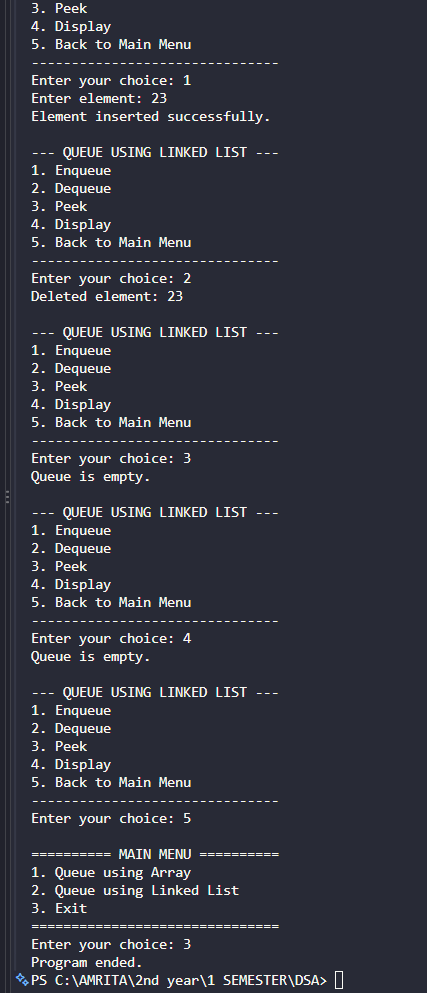 3. Peek
4. Display
5. Back to Main Menu
-------------------------------
Enter your choice: 1
Enter element: 23
Element inserted successfully.

--- QUEUE USING LINKED LIST ---
1. Enqueue
2. Dequeue
3. Peek
4. Display
5. Back to Main Menu
-------------------------------
Enter your choice: 2
Deleted element: 23

--- QUEUE USING LINKED LIST ---
1. Enqueue
2. Dequeue
3. Peek
4. Display
5. Back to Main Menu
-------------------------------
Enter your choice: 3
Queue is empty.

--- QUEUE USING LINKED LIST ---
1. Enqueue
2. Dequeue
3. Peek
4. Display
5. Back to Main Menu
-------------------------------
Enter your choice: 4
Queue is empty.

--- QUEUE USING LINKED LIST ---
1. Enqueue
2. Dequeue
3. Peek
4. Display
5. Back to Main Menu
-------------------------------
Enter your choice: 5

========== MAIN MENU ==========
1. Queue using Array
2. Queue using Linked List
3. Exit
===============================
Enter your choice: 3
Program ended.
PS C:\AMRITA\2nd year\1 SEMESTER\DSA>